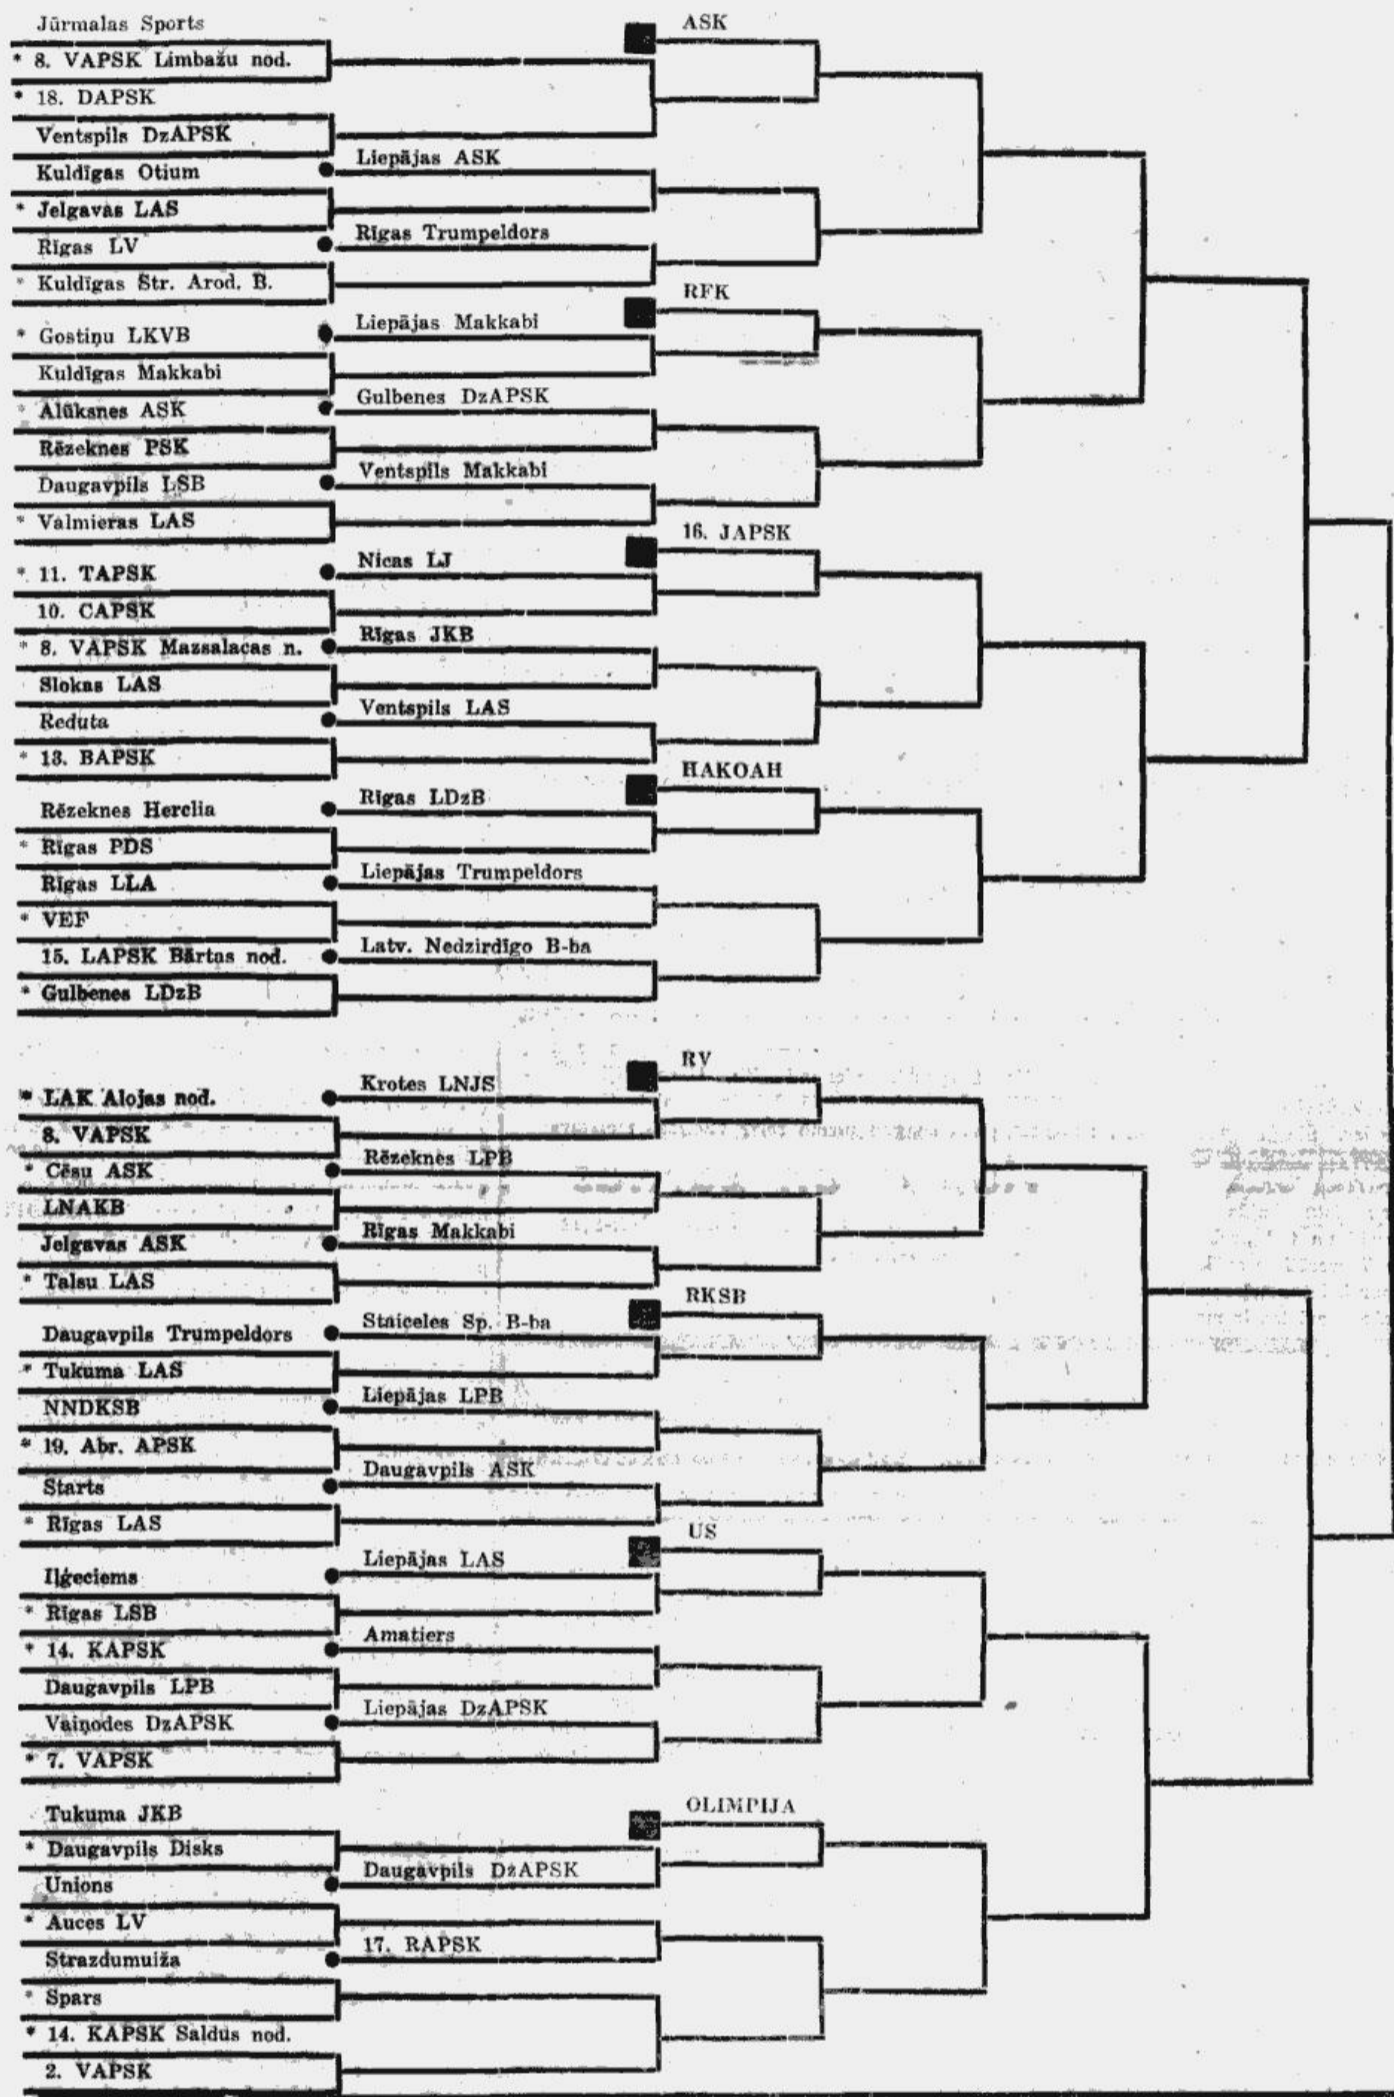 Jūrmalas Sports
* 8. VAPSK Limbažu nod.
* 18. DAPSK
Ventspils DzAPSK
Kuldīgas Otium
* Jelgavas LAS
Rīgas LV
* Kuldīgas Str. Arod. B.
* Gostiņu LKVB
Kuldīgas Makkabi
* Alūksnes ASK
Rēzeknes PSK
Daugavpils LSB
* Valmieras LAS
* 11. TAPSK
10. CAPSK
* 8. VAPSK Mazsalacas n.
Slokas LAS
Reduta
* 13. BAPSK
Rēzeknes Herclia
* Rīgas PDS
Rīgas LLA
* VEF
15. LAPSK Bārtas nod.
* Gulbenes LDzB
* LAK Alojas nod.
8. VAPSK
* Cēsu ASK
LNAKB
Jelgavas ASK
* Talsu LAS
Daugavpils Trumpeldors
* Tukuma LAS
NNDKSB
* 19. Abr. APSK
Starts
* Rīgas LAS
Iļģeciems
* Rīgas LSB
* 14. KAPSK
Daugavpils LPB
Vaiņodes DzAPSK
* 7. VAPSK
Tukuma JKB
* Daugavpils Disks
Unions
* Auces LV
Strazdumuiža
* Spars
* 14. KAPSK Saldus nod.
2. VAPSK
Liepājas ASK
Rīgas Trumpeldors
Liepājas Makkabi
Gulbenes DzAPSK
Ventspils Makkabi
Nīcas LJ
Rīgas JKB
Ventspils LAS
Rīgas LDzB
Liepājas Trumpeldors
Latv. Nedzirdīgo B-ba
Krotes LNJS
Rēzeknes LPB
Rīgas Makkabi
Staiceles Sp. B-ba
Liepājas LPB
Daugavpils ASK
Liepājas LAS
Amatiers
Liepājas DzAPSK
Daugavpils DzAPSK
17. RAPSK
ASK
RFK
16. JAPSK
HAKOAH
RV
RKSB
US
OLIMPIJA